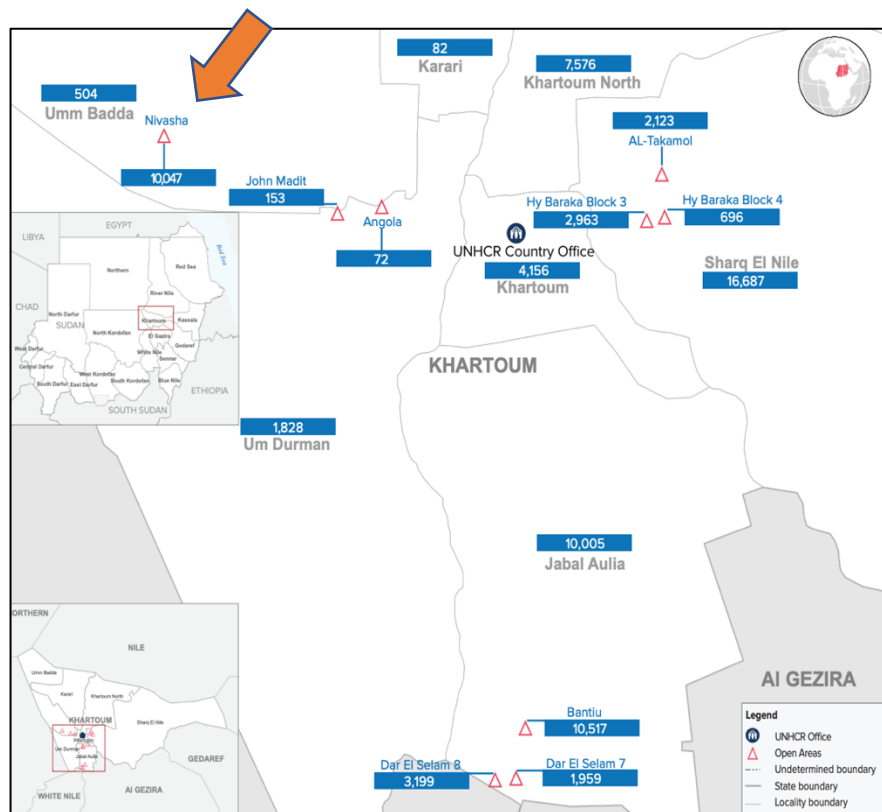 82
Karari
7,576
Khartoum North
504
Umm Badda
Nivasha
10,047
2,123
AL-Takamol
John Madit
153
Angola
72
Hy Baraka Block 3
2,963
Hy Baraka Block 4
696
UNHCR Country Office
4,156
Khartoum
Sharq El Nile
16,687
KHARTOUM
1,828
Um Durman
10,005
Jabal Aulia
Al GEZIRA
Bantiu
10,517
Dar El Selam 8
3,199
Dar El Selam 7
1,959
Legend
UNHCR Office
Open Areas
Undetermined boundary
State boundary
Locality boundary
LIBYA
EGYPT
Red Sea
Northern
Red Sea
River Nile
CHAD
North Darfur
SUDAN
Khartoum
Kassala
North Kordofan
El Gezira
Gedaref
West Darfur
White Nile
Sennar
Central Darfur
West Kordofan
South Darfur
East Darfur
South Kordofan
Blue Nile
ETHIOPIA
SOUTH SUDAN
NORTHERN
NILE
Umm Badda
Karari
Khartoum North
KHARTOUM
Sharq El Nile
Khartoum
Um Durman
Jabal Aulia
GEDAREF
WHITE NILE
Al GEZIRA